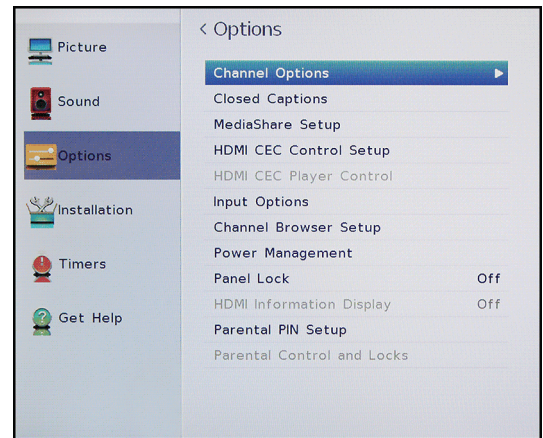 Picture
Sound
Options
Installation
Timers
Get Help
< Options
Channel Options
Closed Captions
MediaShare Setup
HDMI CEC Control Setup
HDMI CEC Player Control
Input Options
Channel Browser Setup
Power Management
Panel Lock Off
HDMI Information Display Off
Parental PIN Setup
Parental Control and Locks